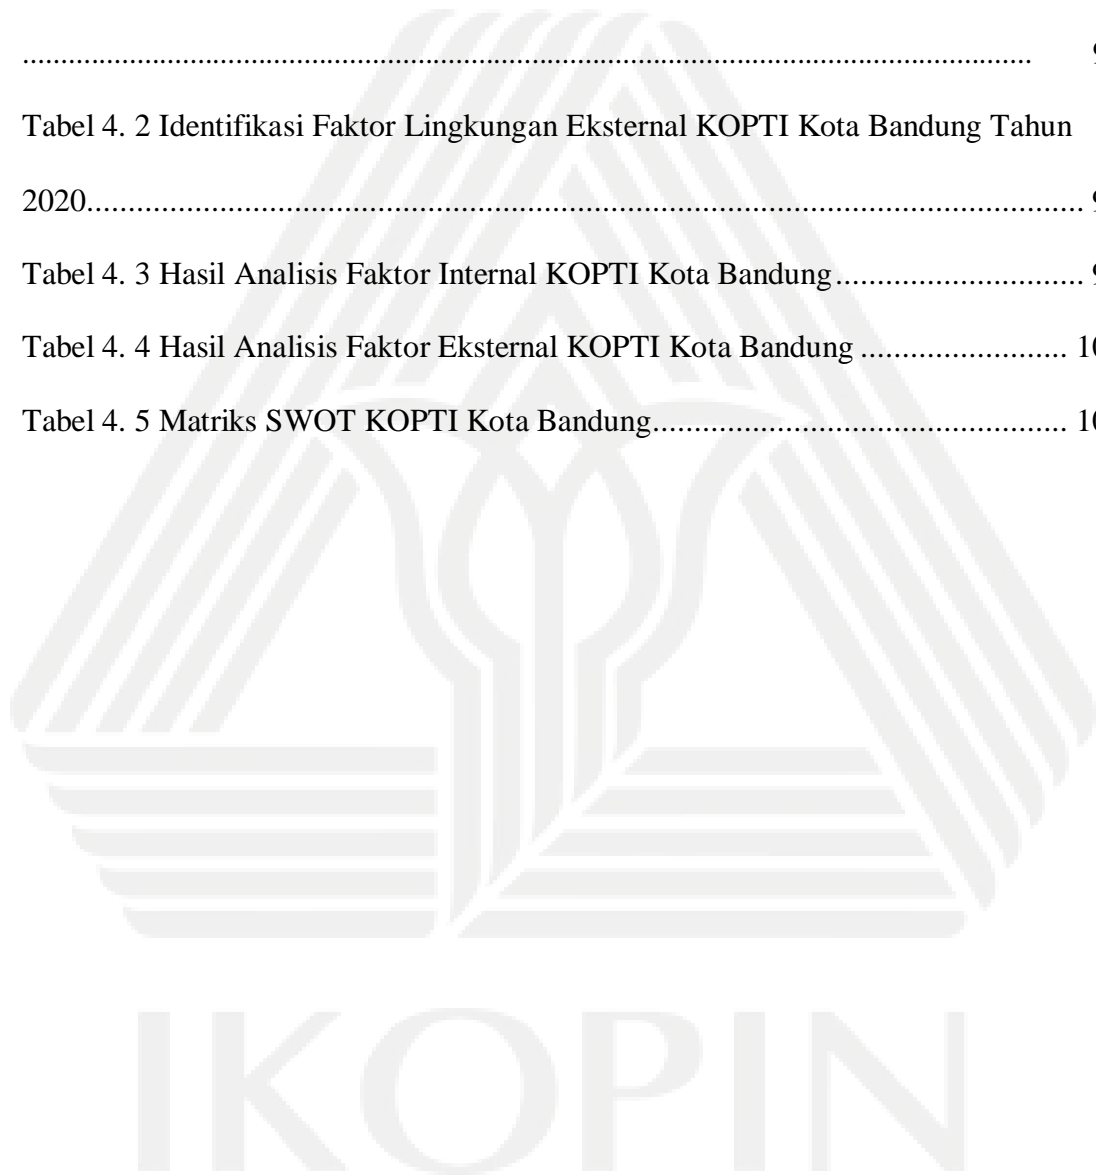 .....................................................................................................................................
Tabel 4. 2 Identifikasi Faktor Lingkungan Eksternal KOPTI Kota Bandung Tahun
2020.........................................................................................................................
Tabel 4. 3 Hasil Analisis Faktor Internal KOPTI Kota Bandung..............................
Tabel 4. 4 Hasil Analisis Faktor Eksternal KOPTI Kota Bandung .........................
Tabel 4. 5 Matriks SWOT KOPTI Kota Bandung..................................................
IKOPIN